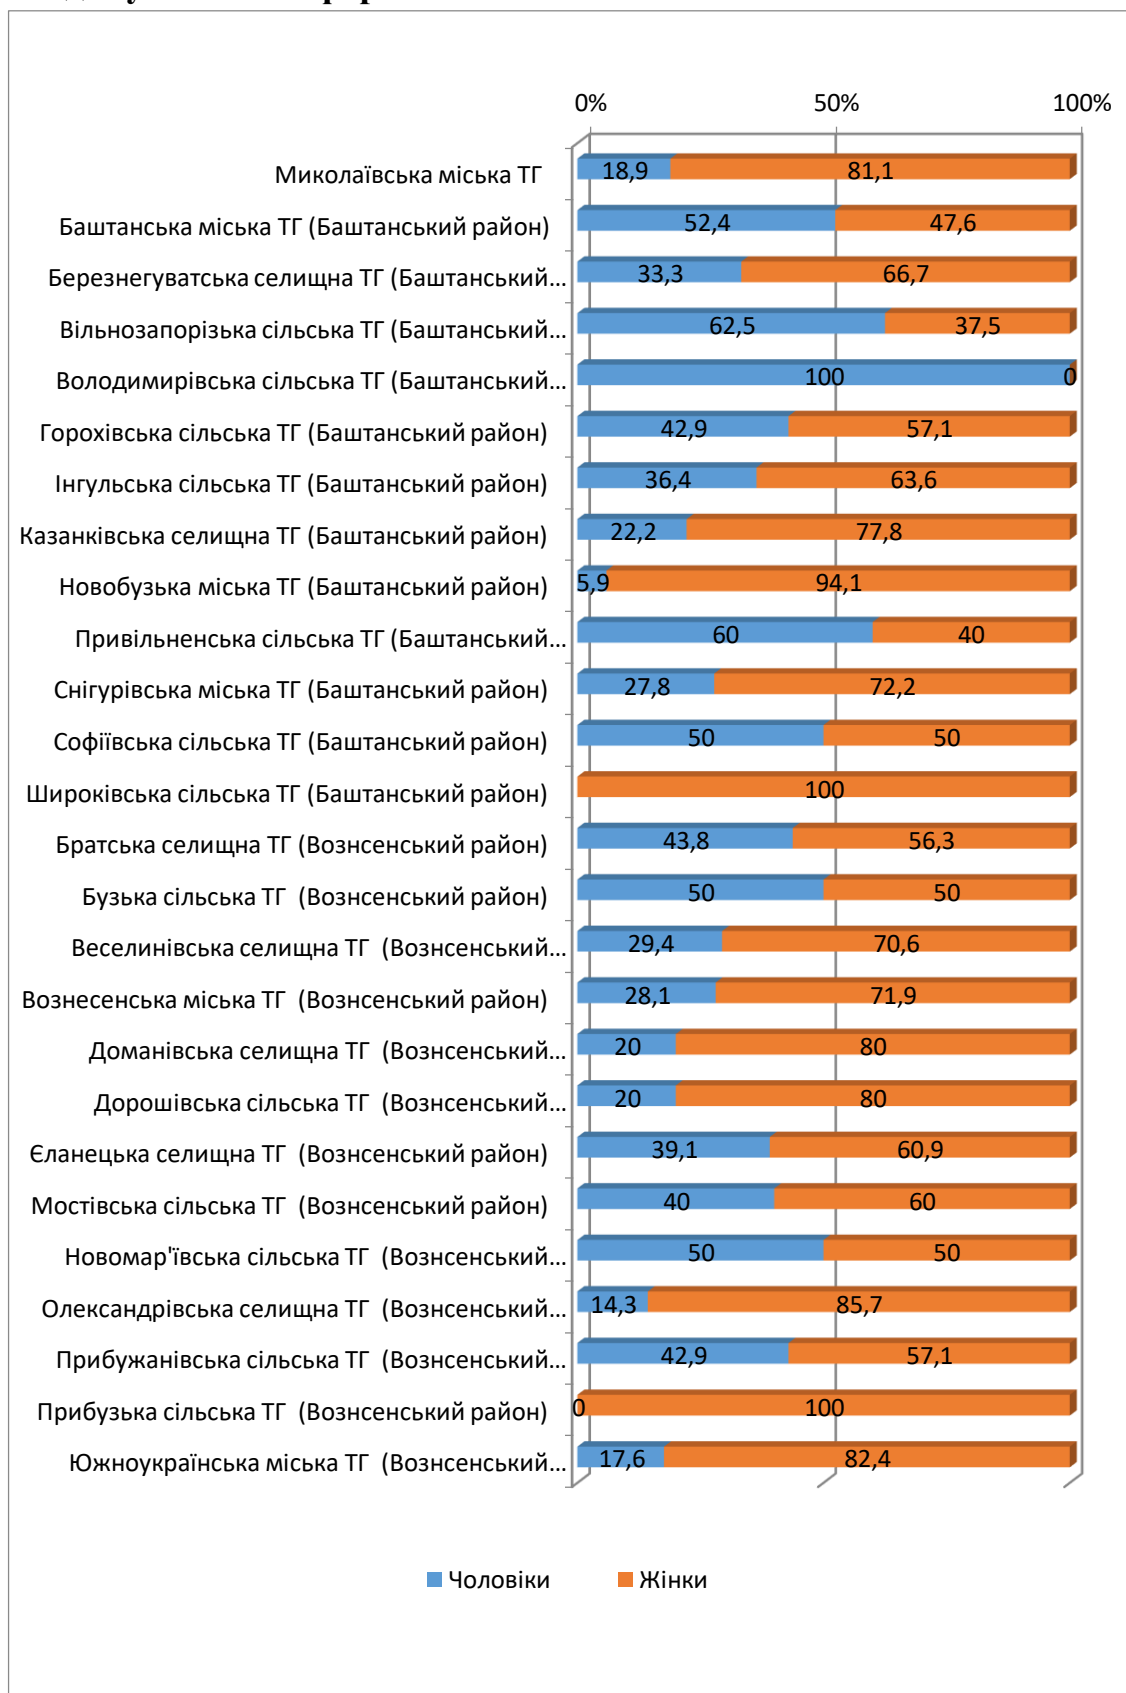 0% 50% 100%
Миколаївська міська ТГ 18,9 81,1
Баштанська міська ТГ (Баштанський район) 52,4 47,6
Березнегуватська селищна ТГ (Баштанський... 33,3 66,7
Вільнозапорізька сільська ТГ (Баштанський... 62,5 37,5
Володимирівська сільська ТГ (Баштанський... 100 0
Горохівська сільська ТГ (Баштанський район) 42,9 57,1
Інгульська сільська ТГ (Баштанський район) 36,4 63,6
Казанківська селищна ТГ (Баштанський район) 22,2 77,8
Новобузька міська ТГ (Баштанський район) 5,9 94,1
Привільненська сільська ТГ (Баштанський... 60 40
Снігурівська міська ТГ (Баштанський район) 27,8 72,2
Софіївська сільська ТГ (Баштанський район) 50 50
Широківська сільська ТГ (Баштанський район) 100
Братська селищна ТГ (Вознсенський район) 43,8 56,3
Бузька сільська ТГ (Вознсенський район) 50 50
Веселинівська селищна ТГ (Вознсенський... 29,4 70,6
Вознесенська міська ТГ (Вознсенський район) 28,1 71,9
Доманівська селищна ТГ (Вознсенський... 20 80
Дорошівська сільська ТГ (Вознсенський... 20 80
Єланецька селищна ТГ (Вознсенський район) 39,1 60,9
Мостівська сільська ТГ (Вознсенський район) 40 60
Новомар'ївська сільська ТГ (Вознсенський... 50 50
Олександрівська селищна ТГ (Вознсенський... 14,3 85,7
Прибужанівська сільська ТГ (Вознсенський... 42,9 57,1
Прибузька сільська ТГ (Вознсенський район) 0 100
Южноукраїнська міська ТГ (Вознсенський... 17,6 82,4
Чоловіки Жінки